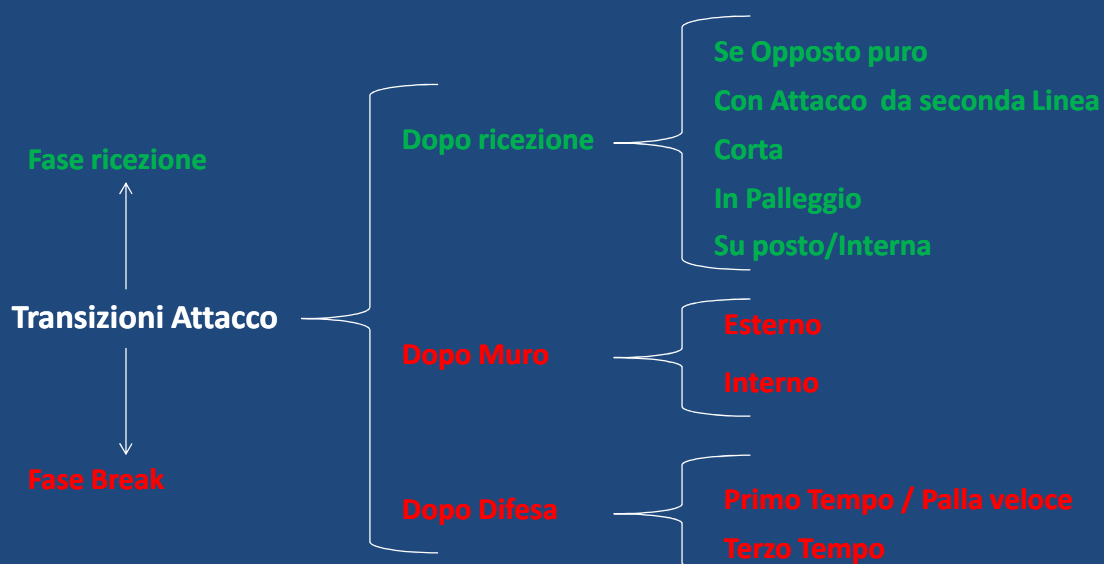 Fase ricezione
Transizioni Attacco
Fase Break
Dopo ricezione
Se Opposto puro
Con Attacco da seconda Linea
Corta
In Palleggio
Su posto/Interna
Dopo Muro
Esterno
Interno
Dopo Difesa
Primo Tempo / Palla veloce
Terzo Tempo